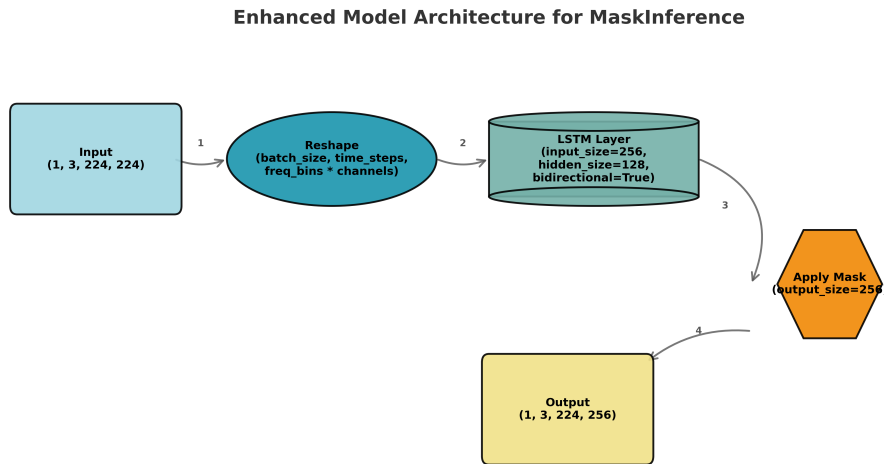 Enhanced Model Architecture for MaskInference
Input
(1, 3, 224, 224)
1
Reshape
(batch_size, time_steps,
freq_bins * channels)
2
LSTM Layer
(input_size=256,
hidden_size=128,
bidirectional=True)
3
Apply Mask
(output_size=256
4
Output
(1, 3, 224, 256)